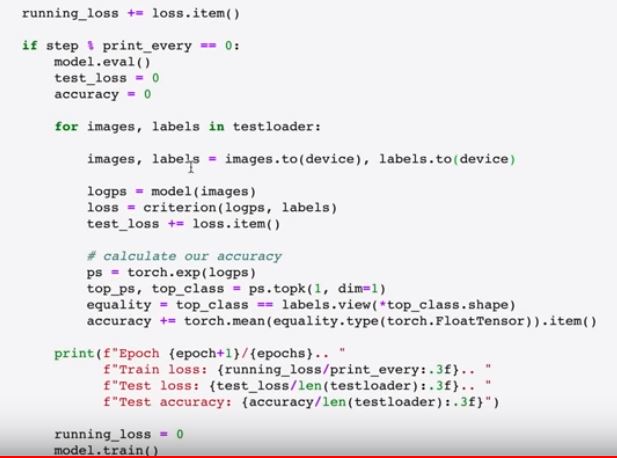 running_loss += loss.item()
if step % print_every == 0:
model.eval()
test_loss = 0
accuracy = 0
for images, labels in testloader:
images, labels = images.to(device), labels.to(device)
logps = model(images)
loss = criterion(logps, labels)
test_loss += loss.item()
# calculate our accuracy
ps = torch.exp(logps)
top_ps, top_class = ps.topk(1, dim=1)
equality = top_class == labels.view(*top_class.shape)
accuracy += torch.mean(equality.type(torch.FloatTensor)).item()
print(f"Epoch {epoch+1}/{epochs}.. "
f"Train loss: {running_loss/print_every:.3f}.. "
f"Test loss: {test_loss/len(testloader):.3f}.. "
f"Test accuracy: {accuracy/len(testloader):.3f}")
running_loss = 0
model.train()